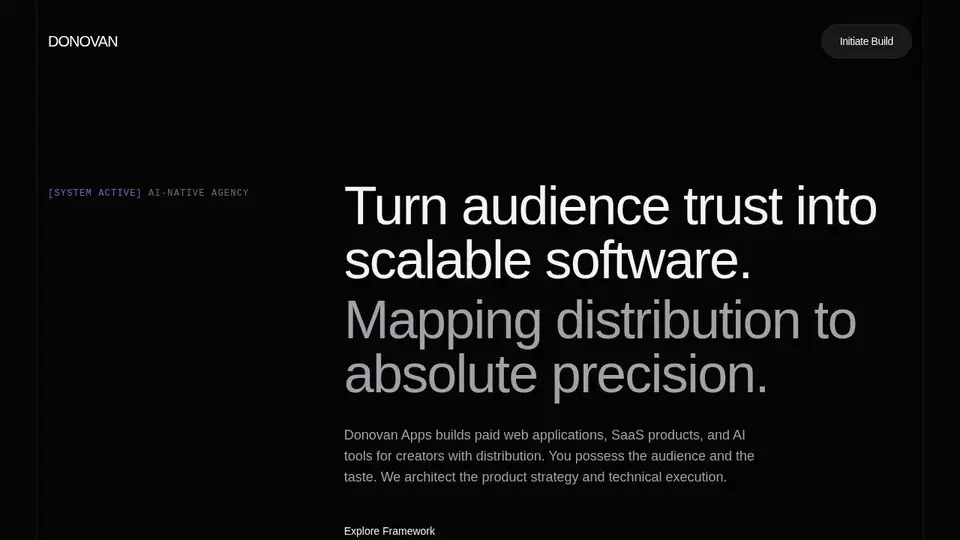 DONOVAN
Initiate Build
[SYSTEM ACTIVE] AI-NATIVE AGENCY
Turn audience trust into
scalable software.
Mapping distribution to
absolute precision.
Donovan Apps builds paid web applications, SaaS products, and AI
tools for creators with distribution. You possess the audience and the
taste. We architect the product strategy and technical execution.
Explore Framework